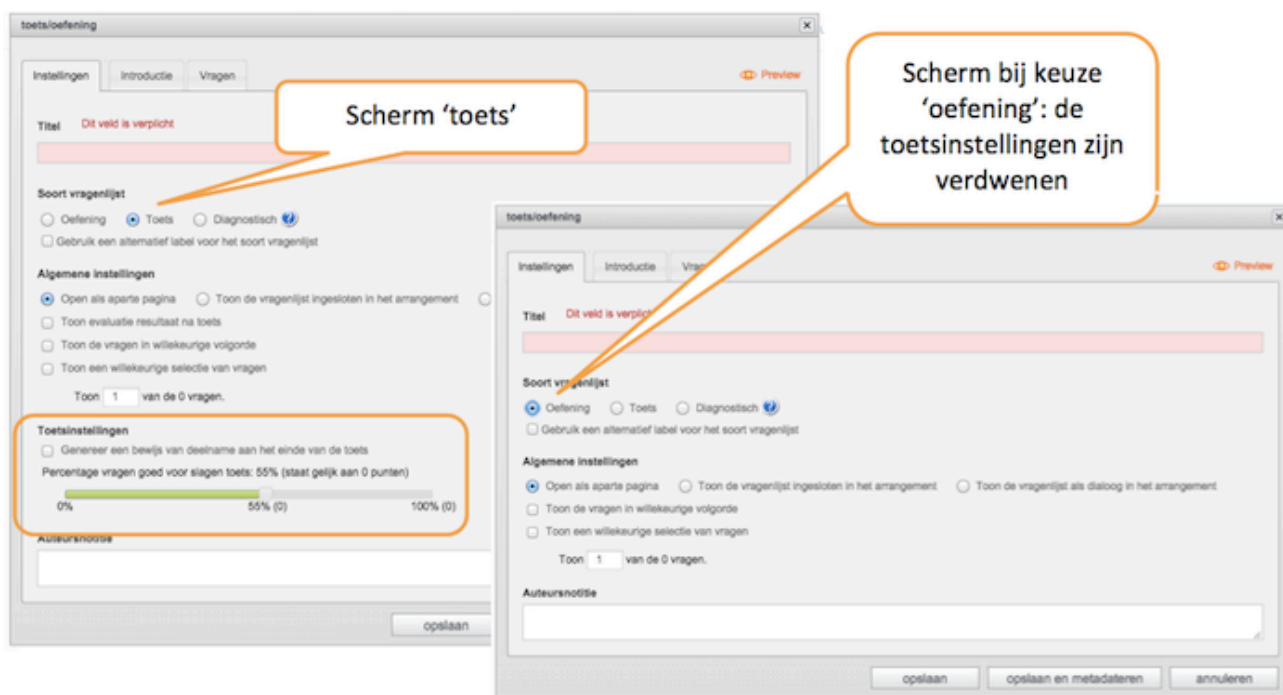 toets/oefening
Instellingen Introductie Vragen
Preview
Scherm 'toets'
Titel Dit veld is verplicht
Soort vragenlijst
Oefening Toets Diagnostisch ?
Gebruik een alternatief label voor het soort vragenlijst
Algemene instellingen
Open als aparte pagina Toon de vragenlijst ingesloten in het arrangement
Toon evaluatie resultaat na toets
Toon de vragen in willekeurige volgorde
Toon een willekeurige selectie van vragen
Toon 1 van de 0 vragen.
Toetsinstellingen
Genereer een bewijs van deelname aan het einde van de toets
Percentage vragen goed voor slagen toets: 55% (staat gelijk aan 0 punten)
0% 55% (0) 100% (0)
Auteursnotitie
opslaan
Scherm bij keuze
'oefening': de
toetsinstellingen zijn
verdwenen
toets/oefening
Instellingen Introductie Vrag
Preview
Titel Dit veld is verplicht
Soort vragenlijst
Oefening Toets Diagnostisch ?
Gebruik een alternatief label voor het soort vragenlijst
Algemene instellingen
Open als aparte pagina Toon de vragenlijst ingesloten in het arrangement Toon de vragenlijst als dialoog in het arrangement
Toon de vragen in willekeurige volgorde
Toon een willekeurige selectie van vragen
Toon 1 van de 0 vragen.
Auteursnotitie
opslaan opslaan en metadateren annuleren